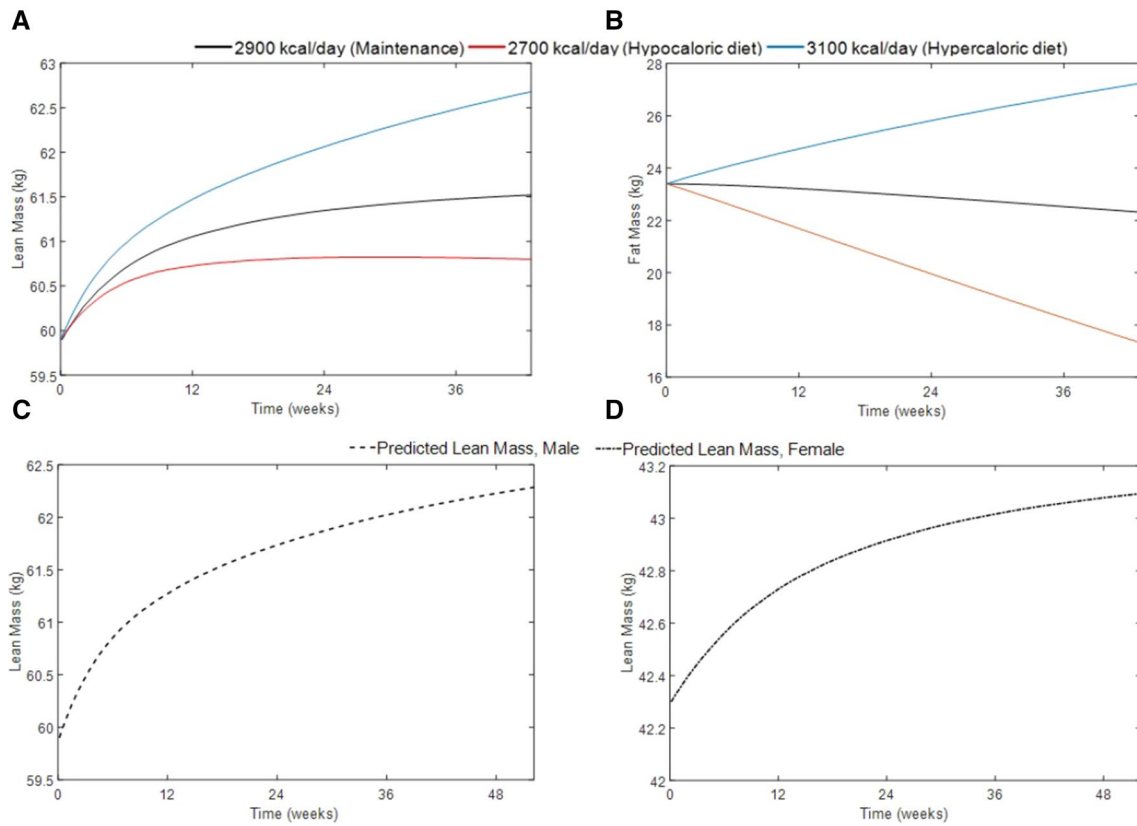 A
B
2900 kcal/day (Maintenance) 2700 kcal/day (Hypocaloric diet) 3100 kcal/day (Hypercaloric diet)
63
62.5
62
61.5
61
60.5
60
59.5
Lean Mass (kg)
0 12 24 36
Time (weeks)
28
26
24
22
20
18
16
Fat Mass (kg)
0 12 24 36
Time (weeks)
C
D
Predicted Lean Mass, Male Predicted Lean Mass, Female
62.5
62
61.5
61
60.5
60
59.5
Lean Mass (kg)
0 12 24 36 48
Time (weeks)
43.2
43
42.8
42.6
42.4
42.2
42
Lean Mass (kg)
0 12 24 36 48
Time (weeks)